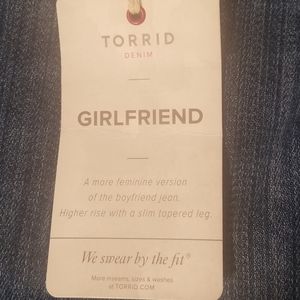 TORRID
DENIM
GIRLFRIEND
A more feminine version
of the boyfriend jean.
Higher rise with a slim tapered leg.
We swear by the fit®
More inseams, sizes & washes
at TORRID.COM